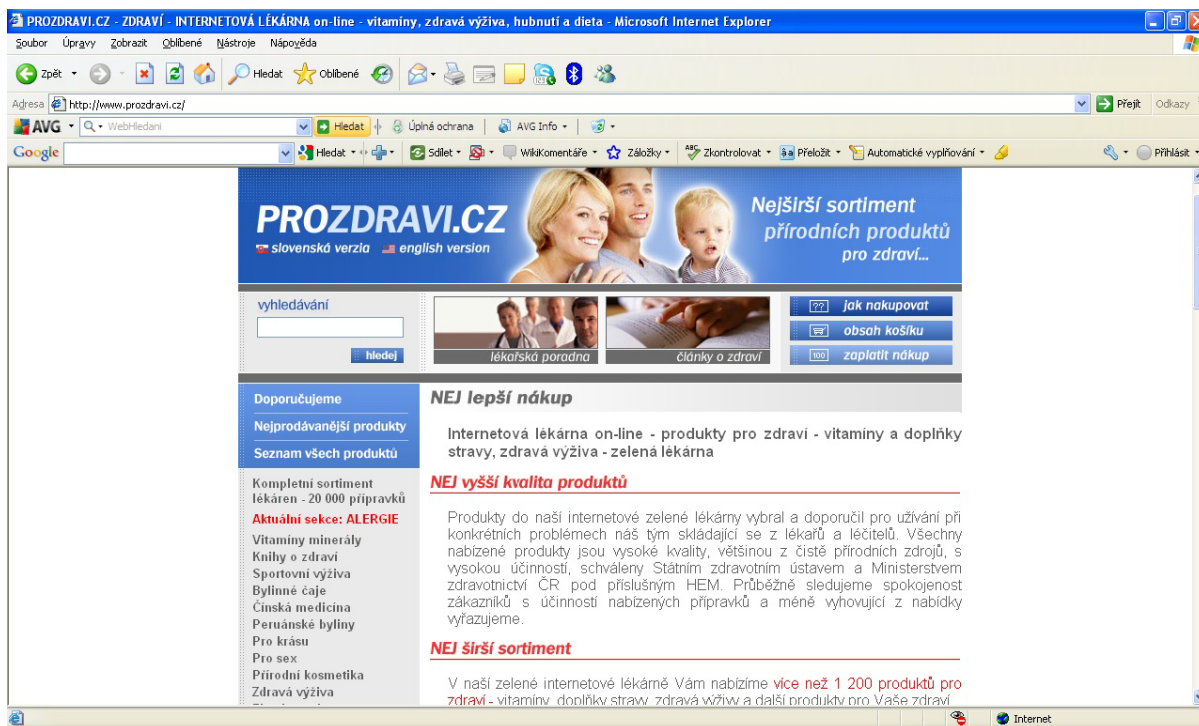 PROZDRAVI.CZ - ZDRAVÍ - INTERNETOVÁ LÉKÁRNA on-line - vitamíny, zdravá výživa, hubnutí a dieta - Microsoft Internet Explorer
Soubor Úpravy Zobrazit Oblíbené Nástroje Nápověda
Zpět Hledat Oblíbené
Adresa http://www.prozdravi.cz/ Přejít Odkazy
AVG WebHledani Hledat Úplná ochrana AVG Info
Google Hledat Sdílet WikiKomentáře Záložky Zkontrolovat Přeložit Automatické vyplňování Přihlásit
PROZDRAVI.CZ
slovenská verzia english version
Nejširší sortiment
přírodních produktů
pro zdraví...
vyhledávání
hledej
lékařská poradna
články o zdraví
?? jak nakupovat
obsah košíku
100 zaplatit nákup
Doporučujeme
Nejprodávanější produkty
Seznam všech produktů
Kompletní sortiment
lékáren - 20 000 přípravků
Aktuální sekce: ALERGIE
Vitamíny minerály
Knihy o zdraví
Sportovní výživa
Bylinné čaje
Čínská medicína
Peruánské byliny
Pro krásu
Pro sex
Přírodní kosmetika
Zdravá výživa
NEJ lepší nákup
Internetová lékárna on-line - produkty pro zdraví - vitamíny a doplňky
stravy, zdravá výživa - zelená lékárna
NEJ vyšší kvalita produktů
Produkty do naší internetové zelené lékárny vybral a doporučil pro užívání při
konkrétních problémech náš tým skládající se z lékařů a léčitelů. Všechny
nabízené produkty jsou vysoké kvality, většinou z čistě přírodních zdrojů, s
vysokou účinností, schváleny Státním zdravotním ústavem a Ministerstvem
zdravotnictví ČR pod příslušným HEM. Průběžně sledujeme spokojenost
zákazníků s účinností nabízených přípravků a méně vyhovující z nabídky
vyřazujeme.
NEJ širší sortiment
V naší zelené internetové lékárně Vám nabízíme více než 1 200 produktů pro
zdraví - vitamíny, doplňky stravy, zdravá výživy a další produkty pro Vaše zdraví
Internet